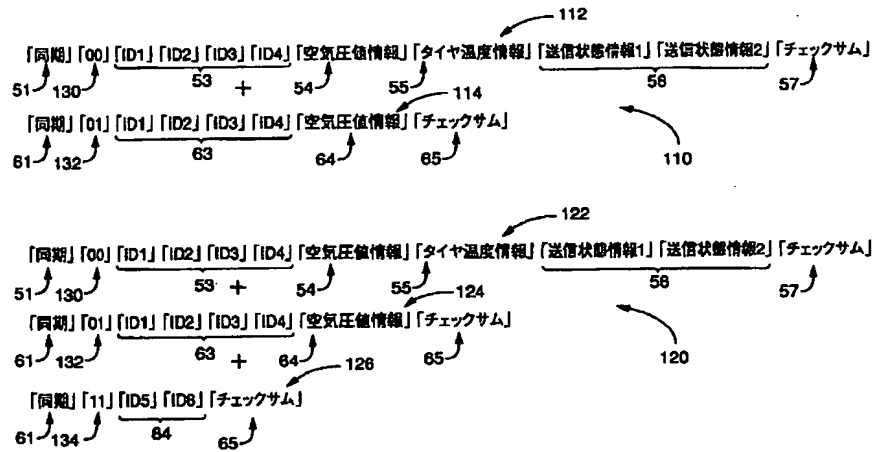 112
「同期」「00」「ID1」「ID2」「ID3」「ID4」「空気圧値情報」「タイヤ温度情報」「送信状態情報1」「送信状態情報2」「チェックサム」
51 130 53 + 54 55 56 57
114
「同期」「01」「ID1」「ID2」「ID3」「ID4」「空気圧値情報」「チェックサム」
61 132 63 64 65 110
122
「同期」「00」「ID1」「ID2」「ID3」「ID4」「空気圧値情報」「タイヤ温度情報」「送信状態情報1」「送信状態情報2」「チェックサム」
51 130 53 + 54 55 56 57
124
「同期」「01」「ID1」「ID2」「ID3」「ID4」「空気圧値情報」「チェックサム」
61 132 63 + 64 65 120
126
「同期」「11」「ID5」「ID6」「チェックサム」
61 134 84 65